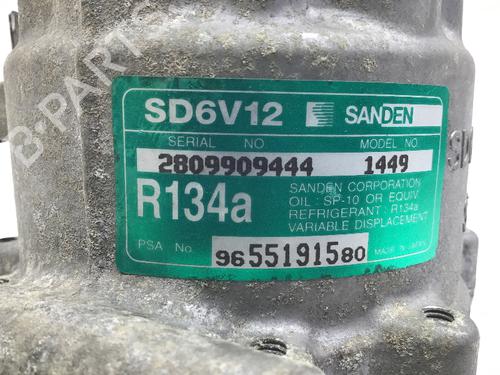 B-PARTS
SD6V12 SANDEN
SERIAL NO MODEL NO.
2809909444 1449
R134a
SANDEN CORPORATION
OIL : SP-10 OR EQUIV.
REFRIGERANT : R134a
VARIABLE DISPLACEMENT
PSA No. 9655191580 MADE IN JAPAN